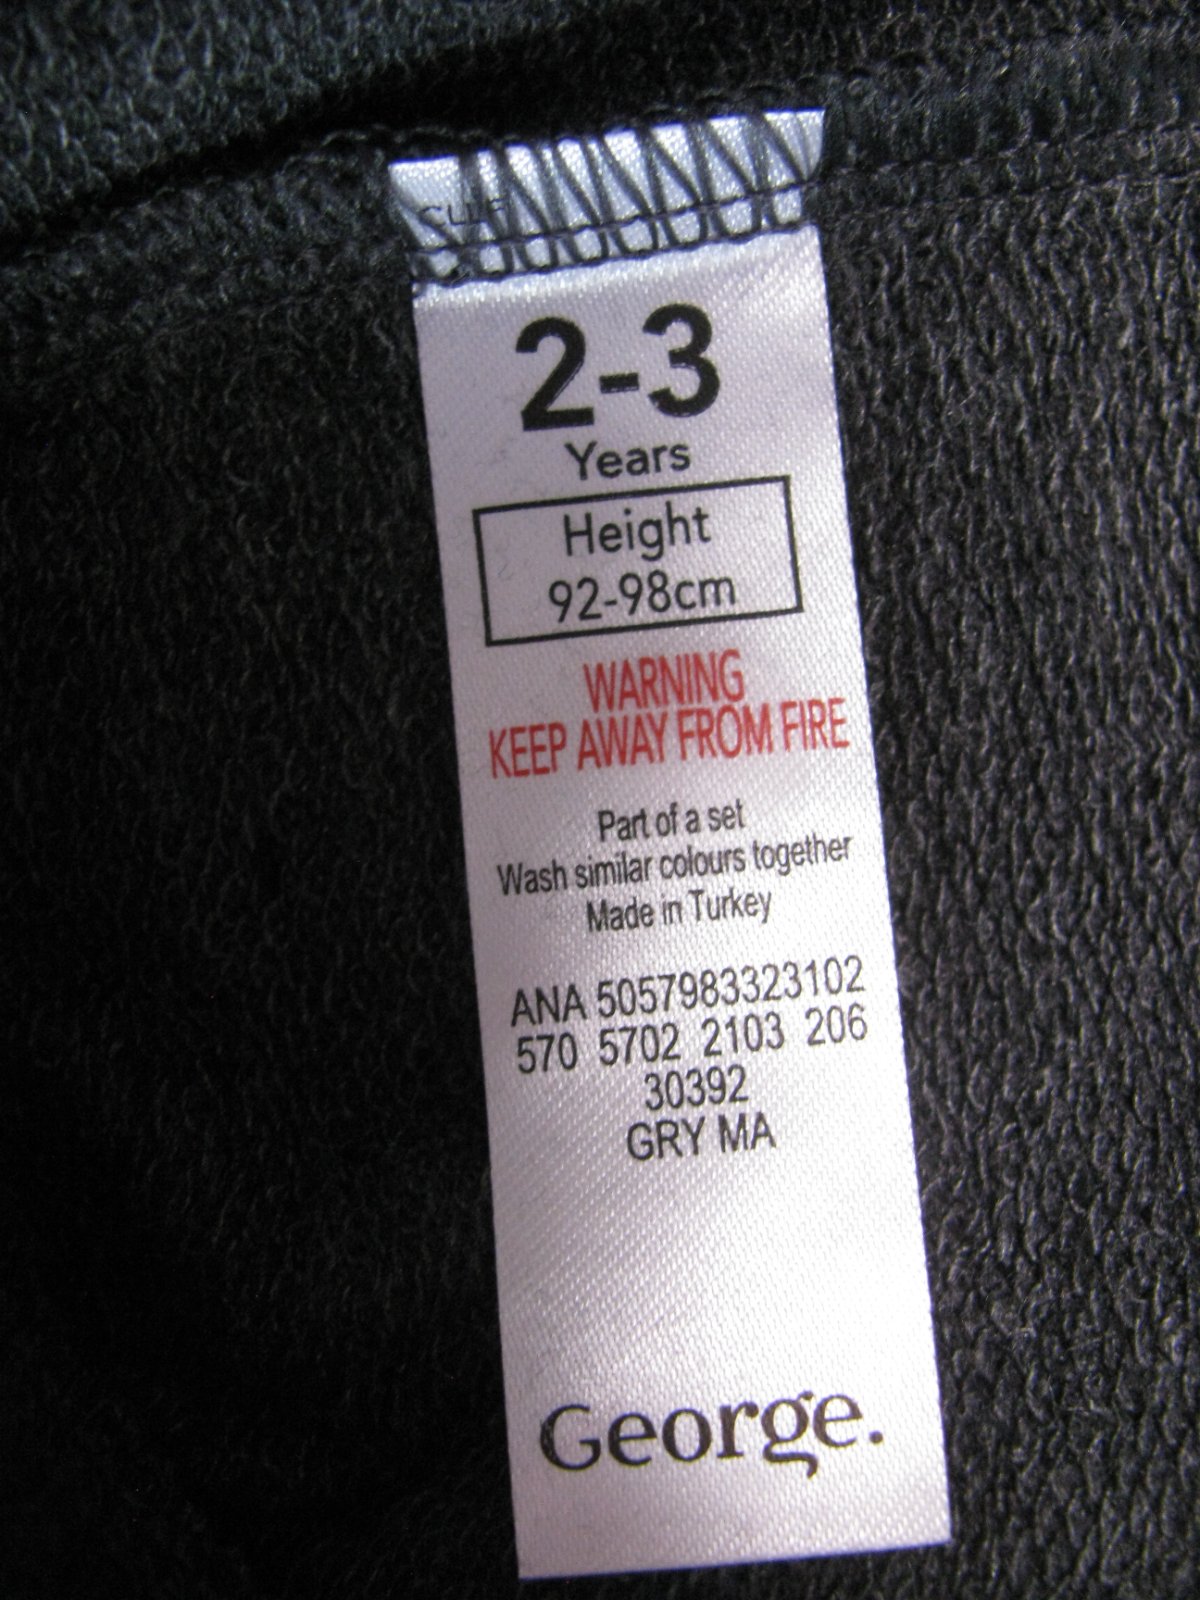 2-3
Years
Height
92-98cm
WARNING
KEEP AWAY FROM FIRE
Part of a set
Wash similar colours together
Made in Turkey
ANA 5057983323102
570 5702 2103 206
30392
GRY MA
George.